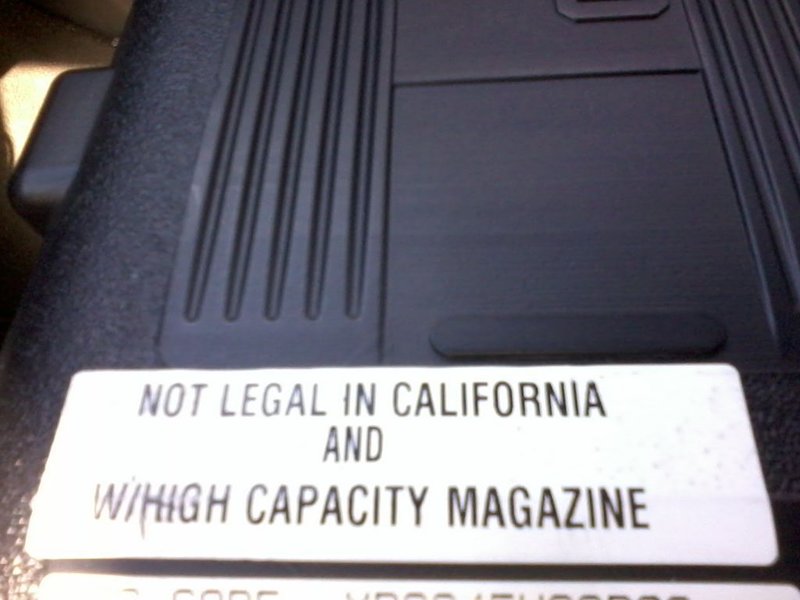 NOT LEGAL IN CALIFORNIA
AND
W/HIGH CAPACITY MAGAZINE